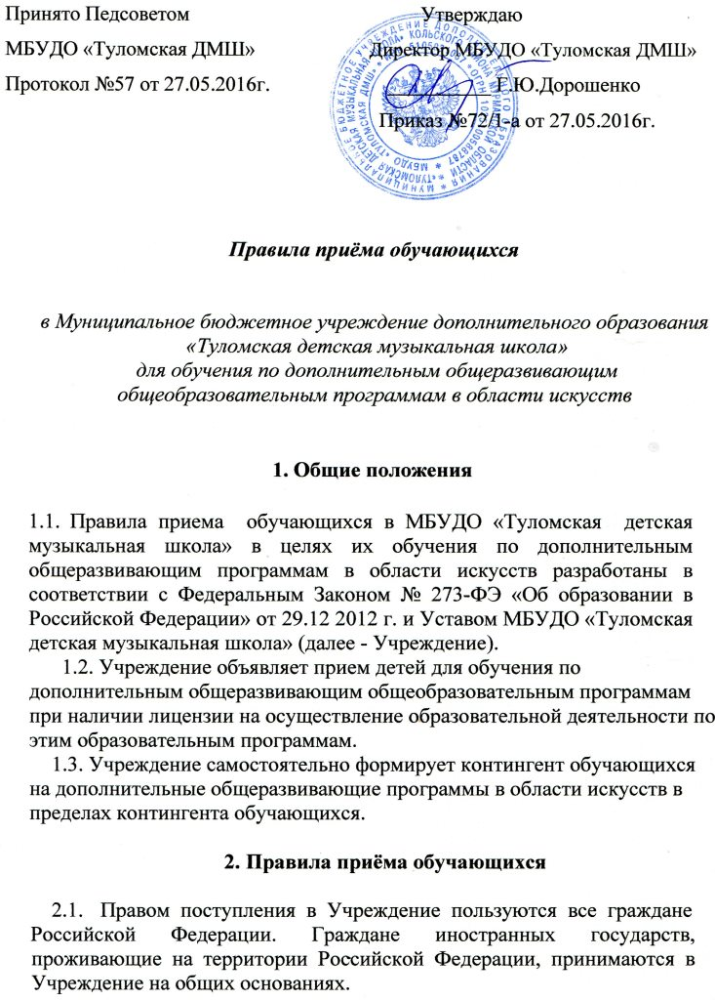 Принято Педсоветом
Утверждаю
МБУДО «Туломская ДМШ»
Директор МБУДО «Туломская ДМШ»
Протокол №57 от 27.05.2016г.
Г.Ю.Дорошенко
Приказ №72/1-а от 27.05.2016г.
Правила приёма обучающихся
в Муниципальное бюджетное учреждение дополнительного образования
«Туломская детская музыкальная школа»
для обучения по дополнительным общеразвивающим
общеобразовательным программам в области искусств
1. Общие положения
1.1. Правила приема обучающихся в МБУДО «Туломская детская
музыкальная школа» в целях их обучения по дополнительным
общеразвивающим программам в области искусств разработаны в
соответствии с Федеральным Законом № 273-ФЭ «Об образовании в
Российской Федерации» от 29.12 2012 г. и Уставом МБУДО «Туломская
детская музыкальная школа» (далее - Учреждение).
1.2. Учреждение объявляет прием детей для обучения по
дополнительным общеразвивающим общеобразовательным программам
при наличии лицензии на осуществление образовательной деятельности по
этим образовательным программам.
1.3. Учреждение самостоятельно формирует контингент обучающихся
на дополнительные общеразвивающие программы в области искусств в
пределах контингента обучающихся.
2. Правила приёма обучающихся
2.1. Правом поступления в Учреждение пользуются все граждане
Российской Федерации. Граждане иностранных государств,
проживающие на территории Российской Федерации, принимаются в
Учреждение на общих основаниях.